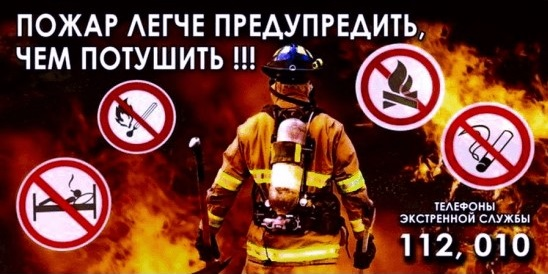 ПОЖАР ЛЕГЧЕ ПРЕДУПРЕДИТЬ,
ЧЕМ ПОТУШИТЬ !!!
ТЕЛЕФОНЫ
ЭКСТРЕННОЙ СЛУЖБЫ
112, 010